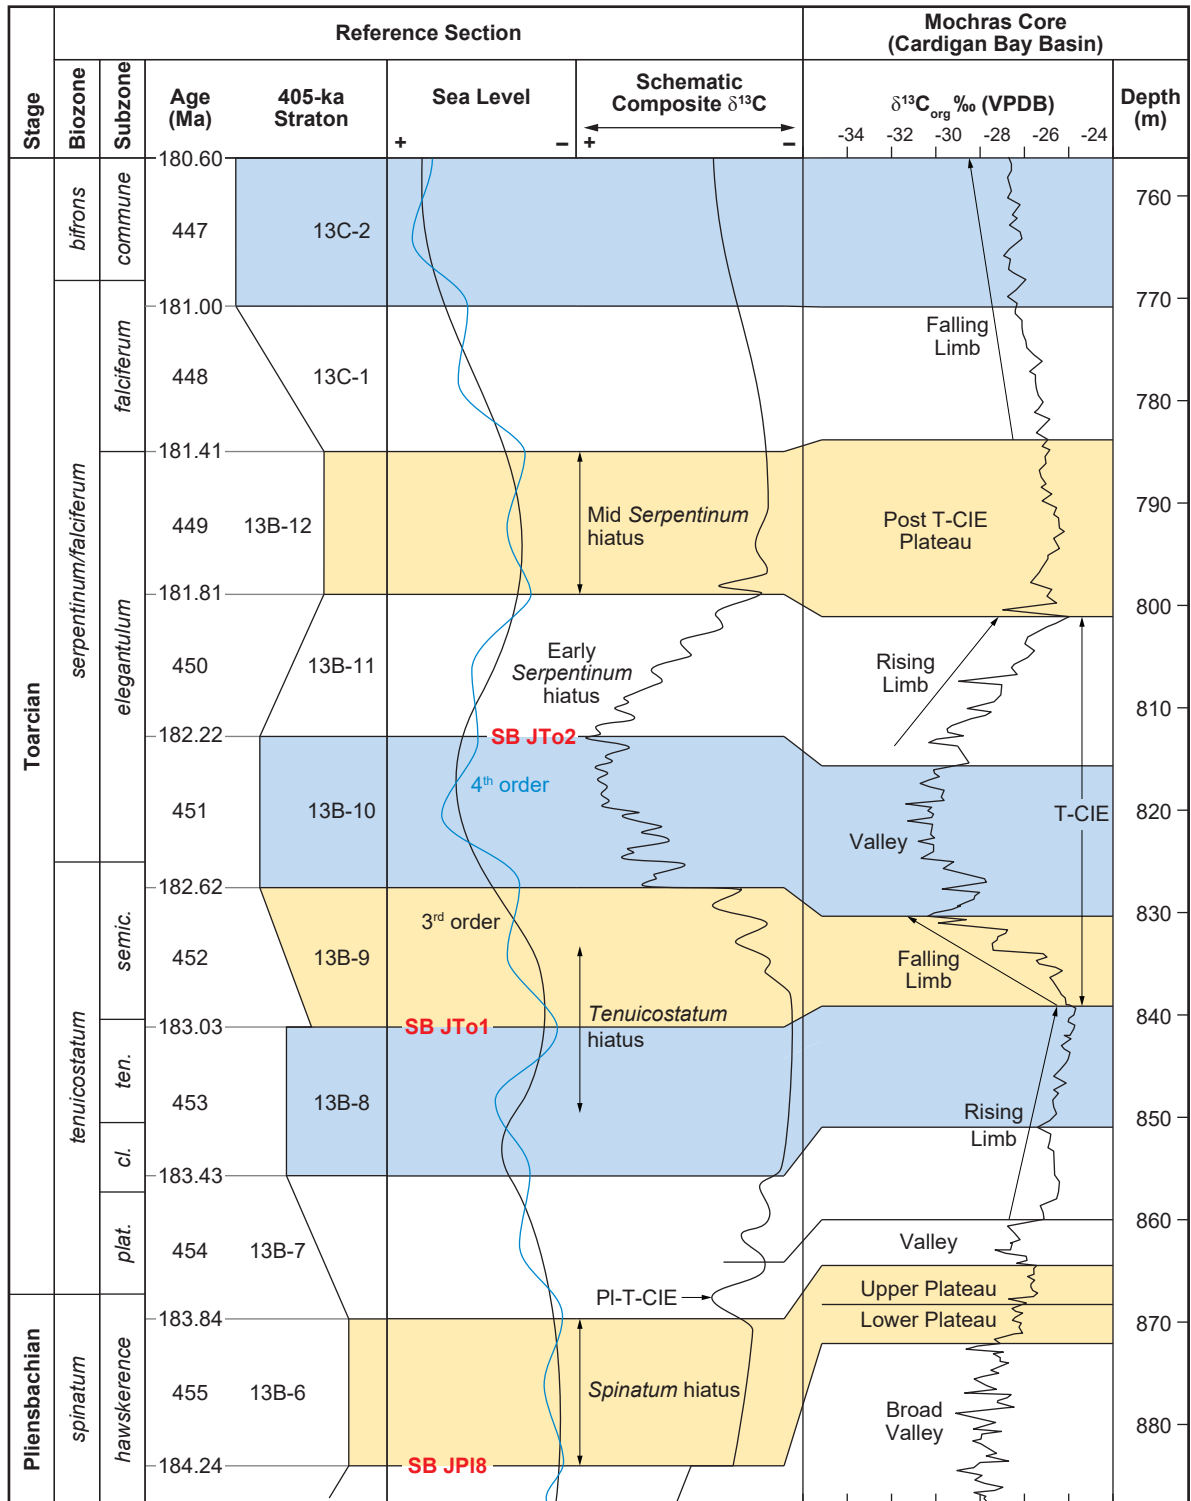 Reference Section
Mochras Core
(Cardigan Bay Basin)
Stage
Biozone
Subzone
Age
(Ma)
405-ka
Straton
Sea Level
+ –
Schematic
Composite δ¹³C
+ –
δ¹³Corg‰ (VPDB)
-34 -32 -30 -28 -26 -24
Depth
(m)
Toarcian
Pliensbachian
bifrons
serpentinum/falciferum
tenuicostatum
spinatum
commune
falciferum
elegantulum
semic.
ten.
cl.
plat.
hawskerence
180.60
447
181.00
448
181.41
449
181.81
450
182.22
451
182.62
452
183.03
453
183.43
454
183.84
455
184.24
13C-2
13C-1
13B-12
13B-11
13B-10
13B-9
13B-8
13B-7
13B-6
SB JTo2
4th order
3rd order
SB JTo1
SB JPl8
Mid Serpentinum
hiatus
Early
Serpentinum
hiatus
Tenuicostatum
hiatus
Pl-T-CIE
Spinatum hiatus
Falling
Limb
Post T-CIE
Plateau
Rising
Limb
T-CIE
Valley
Falling
Limb
Rising
Limb
Valley
Upper Plateau
Lower Plateau
Broad
Valley
760
770
780
790
800
810
820
830
840
850
860
870
880